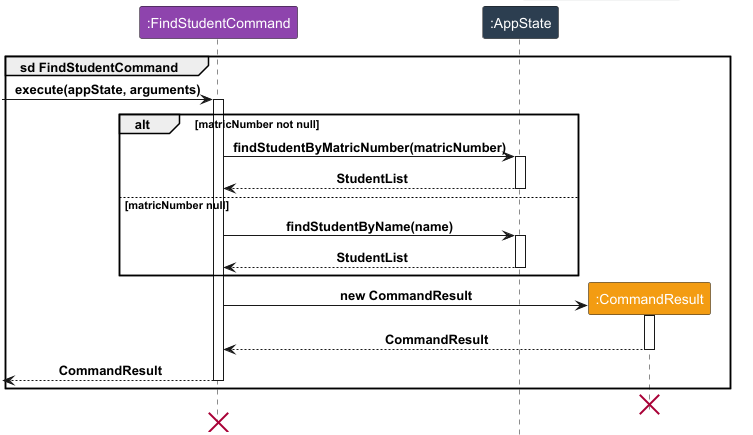 :FindStudentCommand
:AppState
sd FindStudentCommand
execute(appState, arguments)
alt
[matricNumber not null]
findStudentByMatricNumber(matricNumber)
StudentList
[matricNumber null]
findStudentByName(name)
StudentList
new CommandResult
:CommandResult
CommandResult
CommandResult